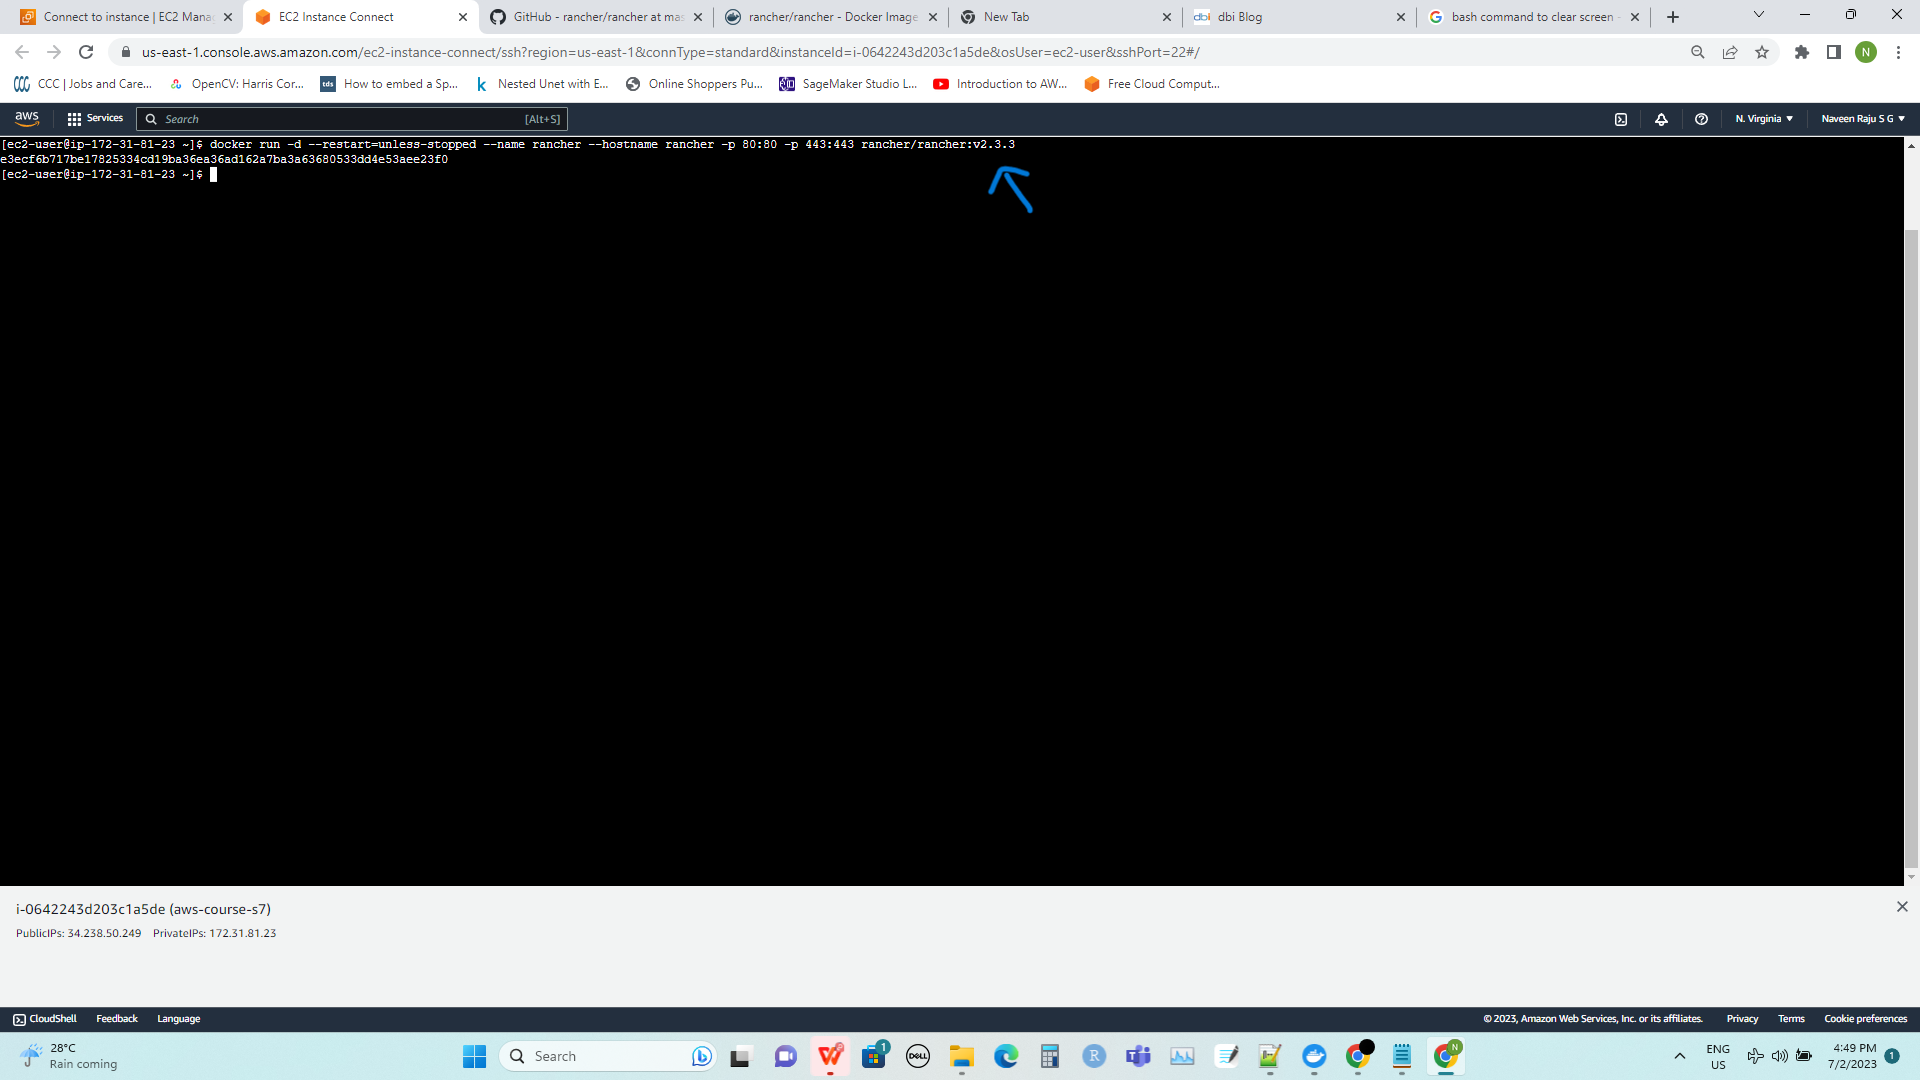 Connect to instance | EC2 Mana
EC2 Instance Connect
GitHub - rancher/rancher at mas
rancher/rancher - Docker Image
New Tab
dbi Blog
bash command to clear screen -
us-east-1.console.aws.amazon.com/ec2-instance-connect/ssh?region=us-east-1&connType=standard&instanceId=i-0642243d203c1a5de&osUser=ec2-user&sshPort=22#/
N
CCC | Jobs and Care...
OpenCV: Harris Cor...
tds
How to embed a Sp...
k
Nested Unet with E...
Online Shoppers Pu...
SageMaker Studio L...
Introduction to AW...
Free Cloud Comput...
aws
Services
Search
[Alt+S]
N. Virginia
Naveen Raju S G
[ec2-user@ip-172-31-81-23 ~]$ docker run -d --restart=unless-stopped --name rancher --hostname rancher -p 80:80 -p 443:443 rancher/rancher:v2.3.3
e3ecf6b717be17825334cd19ba36ea36ad162a7ba3a63680533dd4e53aee23f0
[ec2-user@ip-172-31-81-23 ~]$
i-0642243d203c1a5de (aws-course-s7)
PublicIPs: 34.238.50.249 PrivateIPs: 172.31.81.23
CloudShell
Feedback
Language
© 2023, Amazon Web Services, Inc. or its affiliates.
Privacy
Terms
Cookie preferences
28°C
Rain coming
Search
1
DELL
R
N
ENG
US
4:49 PM
7/2/2023
1